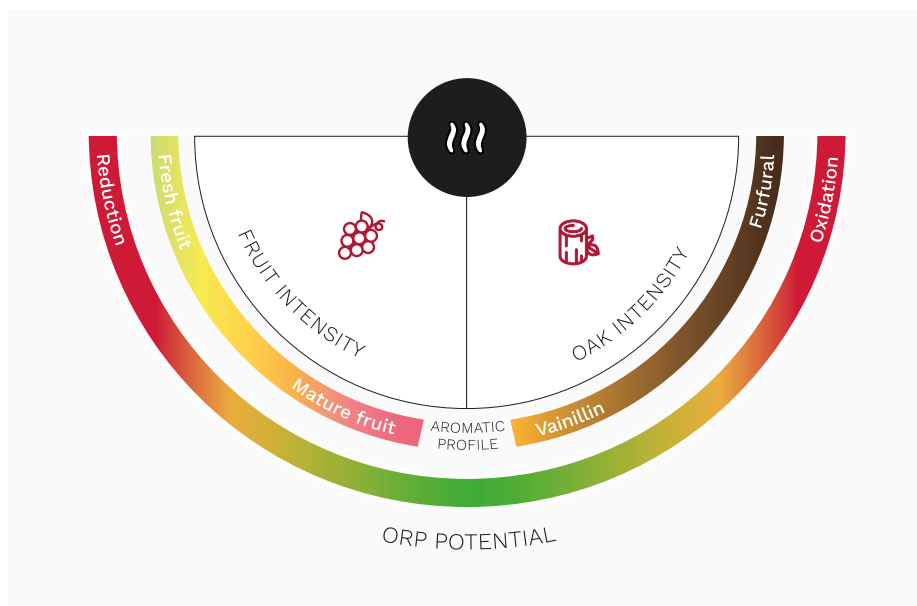 Reduction
Fresh fruit
FRUIT INTENSITY
Mature fruit
AROMATIC
PROFILE
Vainillin
OAK INTENSITY
Furfural
Oxidation
ORP POTENTIAL